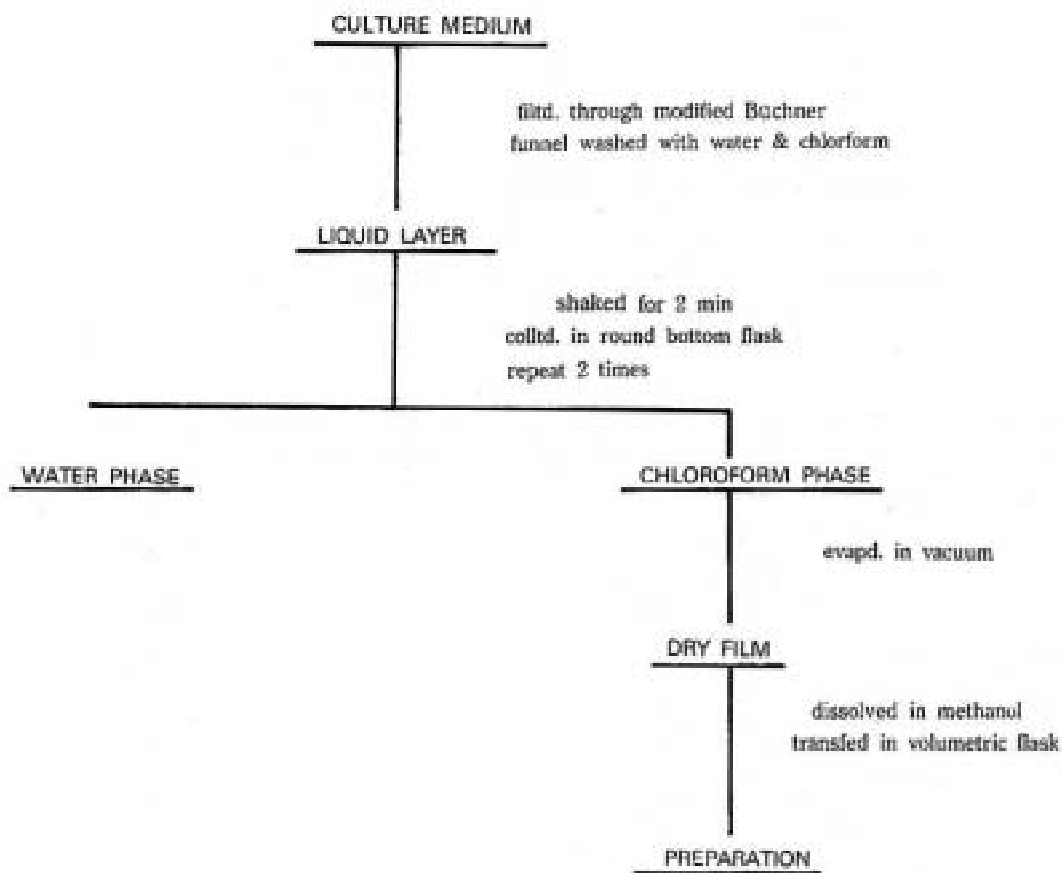 CULTURE MEDIUM
filtd. through modified Buchner
funnel washed with water & chlorform
LIQUID LAYER
shaked for 2 min
colltd. in round bottom flask
repeat 2 times
WATER PHASE
CHLOROFORM PHASE
evapd. in vacuum
DRY FILM
dissolved in methanol
transfed in volumetric flask
PREPARATION